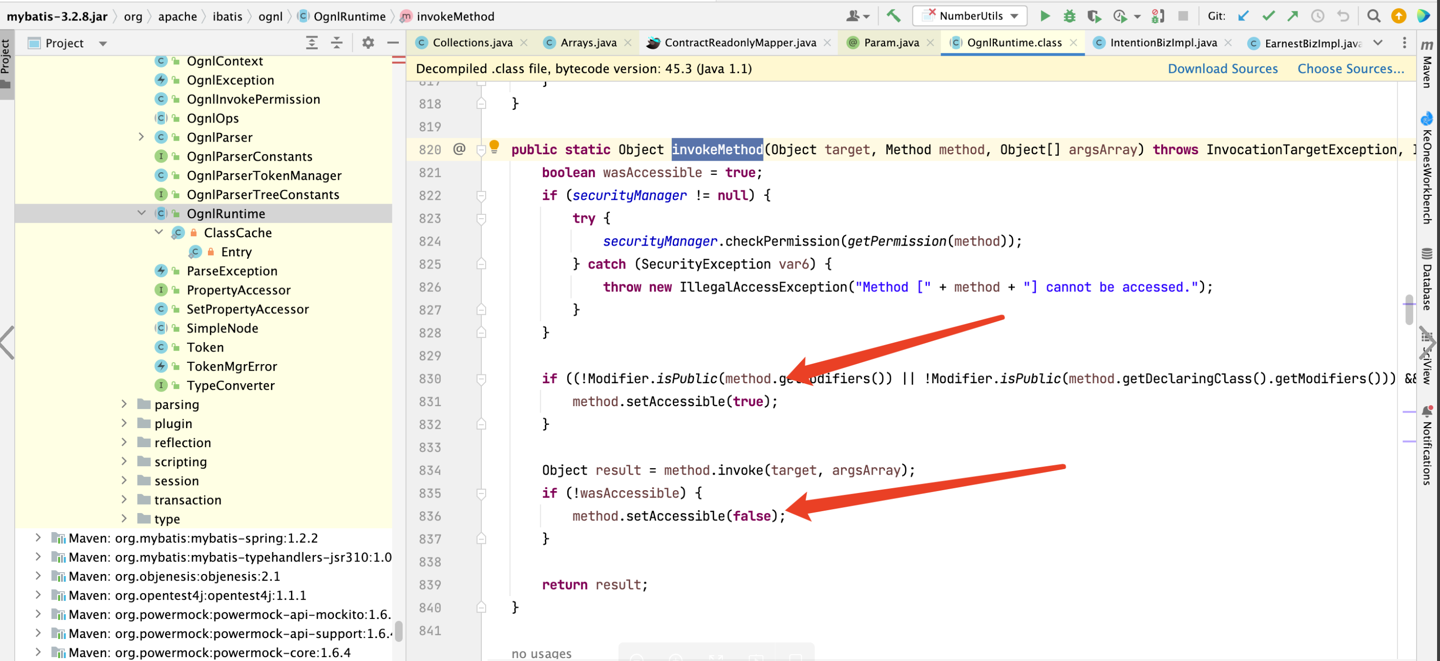 mybatis-3.2.8.jar › org › apache › ibatis › ognl › OgnlRuntime › invokeMethod
NumberUtils
Git:
Project
Collections.java
Arrays.java
ContractReadonlyMapper.java
Param.java
OgnlRuntime.class
IntentionBizImpl.java
EarnestBizImpl.java
Decompiled .class file, bytecode version: 45.3 (Java 1.1)
Download Sources
Choose Sources...
Project
OgnlContext
OgnlException
OgnlInvokePermission
OgnlOps
OgnlParser
OgnlParserConstants
OgnlParserTokenManager
OgnlParserTreeConstants
OgnlRuntime
ClassCache
Entry
ParseException
PropertyAccessor
SetPropertyAccessor
SimpleNode
Token
TokenMgrError
TypeConverter
parsing
plugin
reflection
scripting
session
transaction
type
Maven: org.mybatis:mybatis-spring:1.2.2
Maven: org.mybatis:mybatis-typehandlers-jsr310:1.0
Maven: org.objenesis:objenesis:2.1
Maven: org.opentest4j:opentest4j:1.1.1
Maven: org.powermock:powermock-api-mockito:1.6.
Maven: org.powermock:powermock-api-support:1.6.4
Maven: org.powermock:powermock-core:1.6.4
817 }
818 }
819
820 @ public static Object invokeMethod(Object target, Method method, Object[] argsArray) throws InvocationTargetException,
821 boolean wasAccessible = true;
822 if (securityManager != null) {
823 try {
824 securityManager.checkPermission(getPermission(method));
825 } catch (SecurityException var6) {
826 throw new IllegalAccessException("Method [" + method + "] cannot be accessed.");
827 }
828 }
829
830 if ((!Modifier.isPublic(method.getModifiers()) || !Modifier.isPublic(method.getDeclaringClass().getModifiers())) &&
831 method.setAccessible(true);
832 }
833
834 Object result = method.invoke(target, argsArray);
835 if (!wasAccessible) {
836 method.setAccessible(false);
837 }
838
839 return result;
840 }
841
no usages
m
Maven
KeKeOnesWorkbench
Database
SciView
Notifications